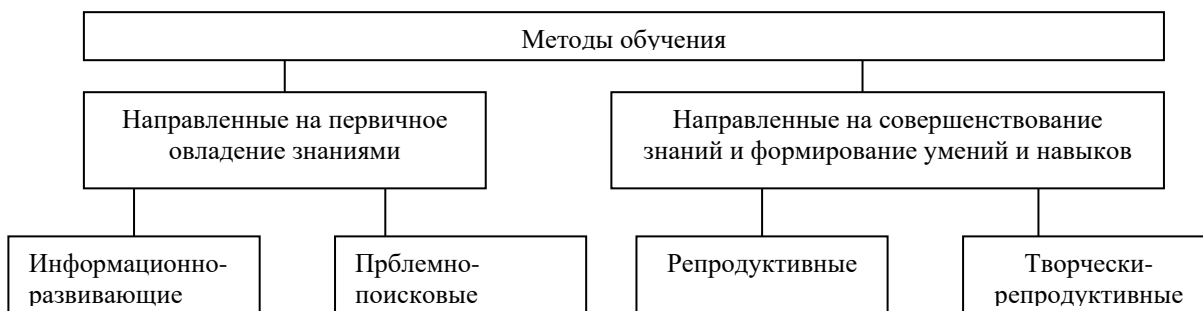 Методы обучения
Направленные на первичное
овладение знаниями
Направленные на совершенствование
знаний и формирование умений и навыков
Информационно-
развивающие
Прблемно-
поисковые
Репродуктивные
Творчески-
репродуктивные